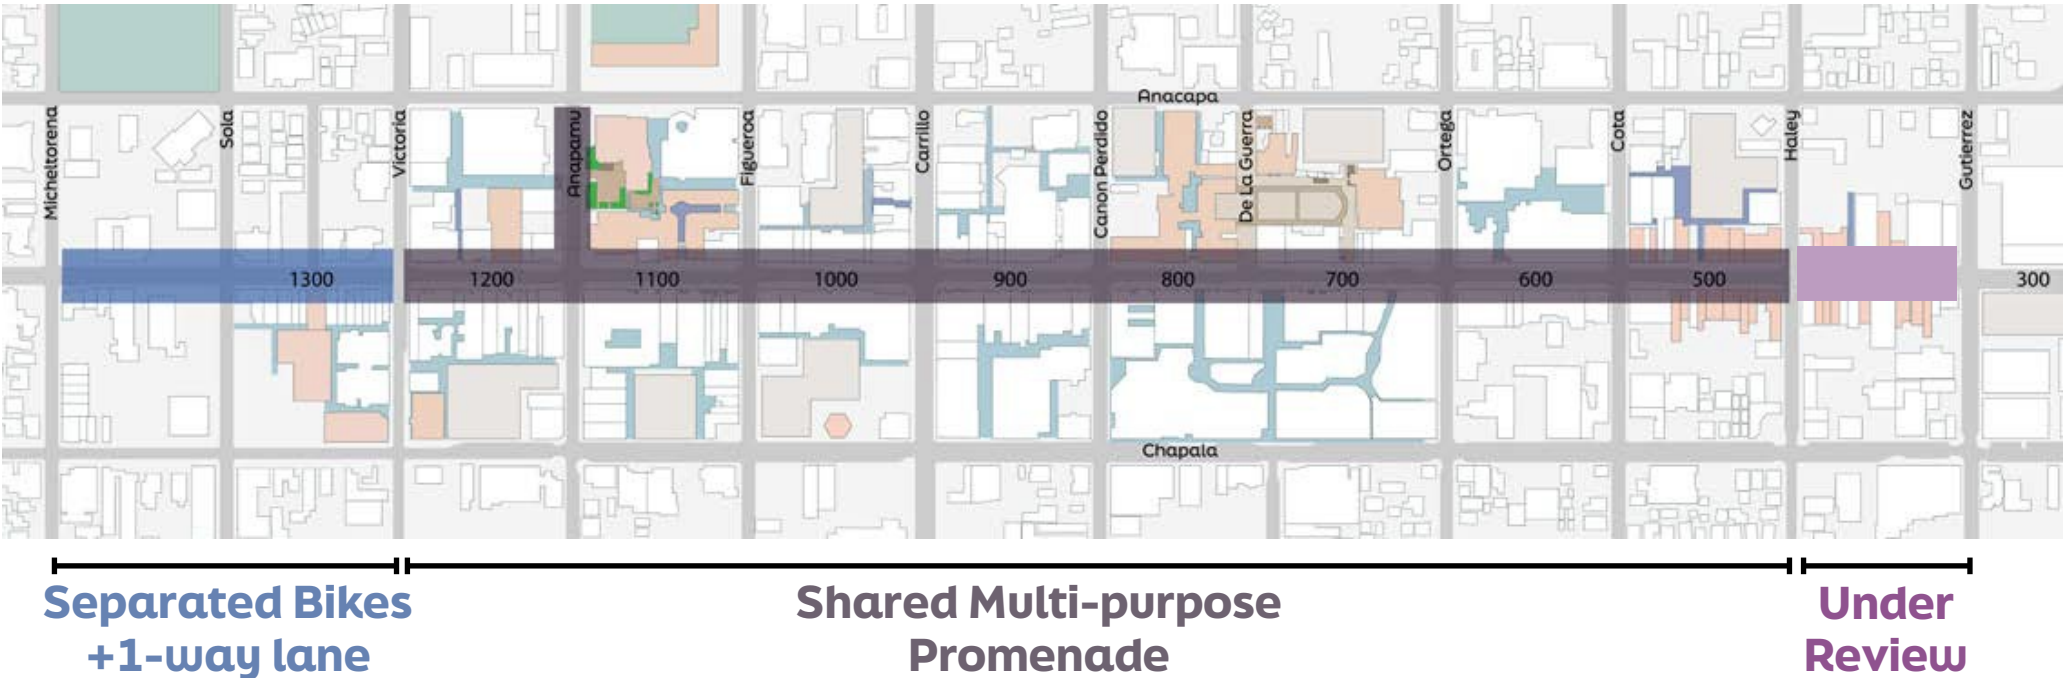 Anacapa
Micheltorena
Sola
Victoria
Anapamu
Figueroa
Carrillo
Canon Perdido
De La Guerra
Ortega
Cota
Haley
Gutierrez
1300
1200
1100
1000
900
800
700
600
500
300
Chapala
Separated Bikes
+1-way lane
Shared Multi-purpose
Promenade
Under
Review